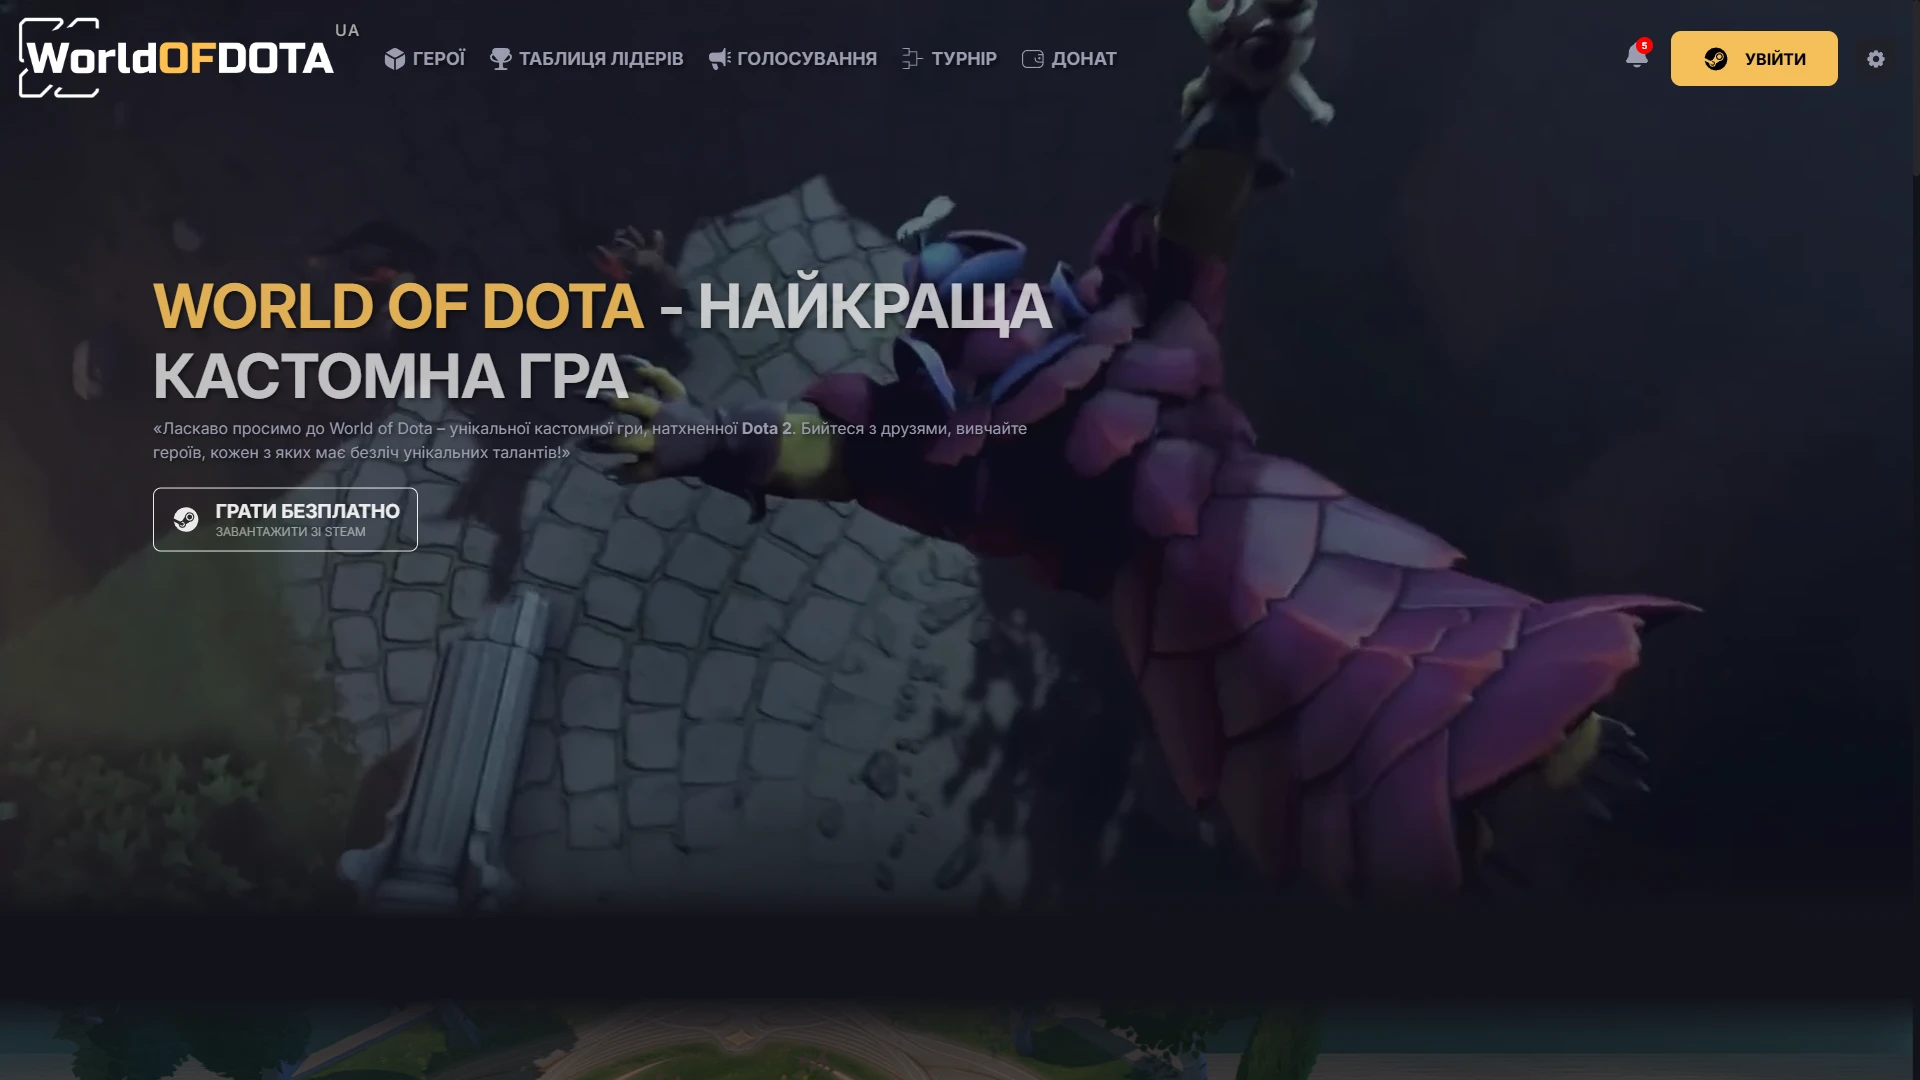 WorldOFDOTA
UA
ГЕРОЇ
ТАБЛИЦЯ ЛІДЕРІВ
ГОЛОСУВАННЯ
ТУРНІР
ДОНАТ
5
УВІЙТИ
WORLD OF DOTA - НАЙКРАЩА
КАСТОМНА ГРА
«Ласкаво просимо до World of Dota – унікальної кастомної гри, натхненної Dota 2. Бийтеся з друзями, вивчайте
героїв, кожен з яких має безліч унікальних талантів!»
ГРАТИ БЕЗПЛАТНО
ЗАВАНТАЖИТИ ЗІ STEAM